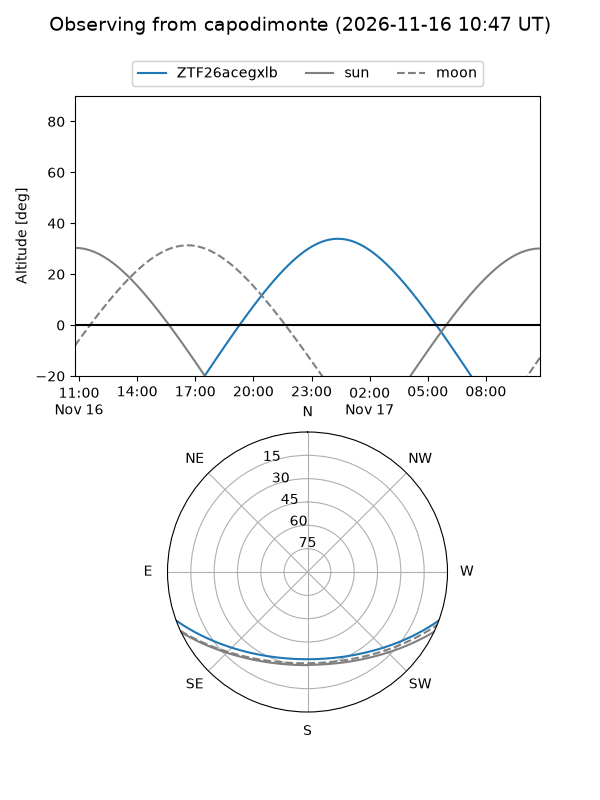 Observing from capodimonte (2026-11-16 10:47 UT)
ZTF26acegxlb sun moon
80
60
40
20
0
−20
Altitude [deg]
11:00 14:00 17:00 20:00 23:00 02:00 05:00 08:00
Nov 16 Nov 17
N
NE NW
15
30
45
60
75
E W
SE SW
S